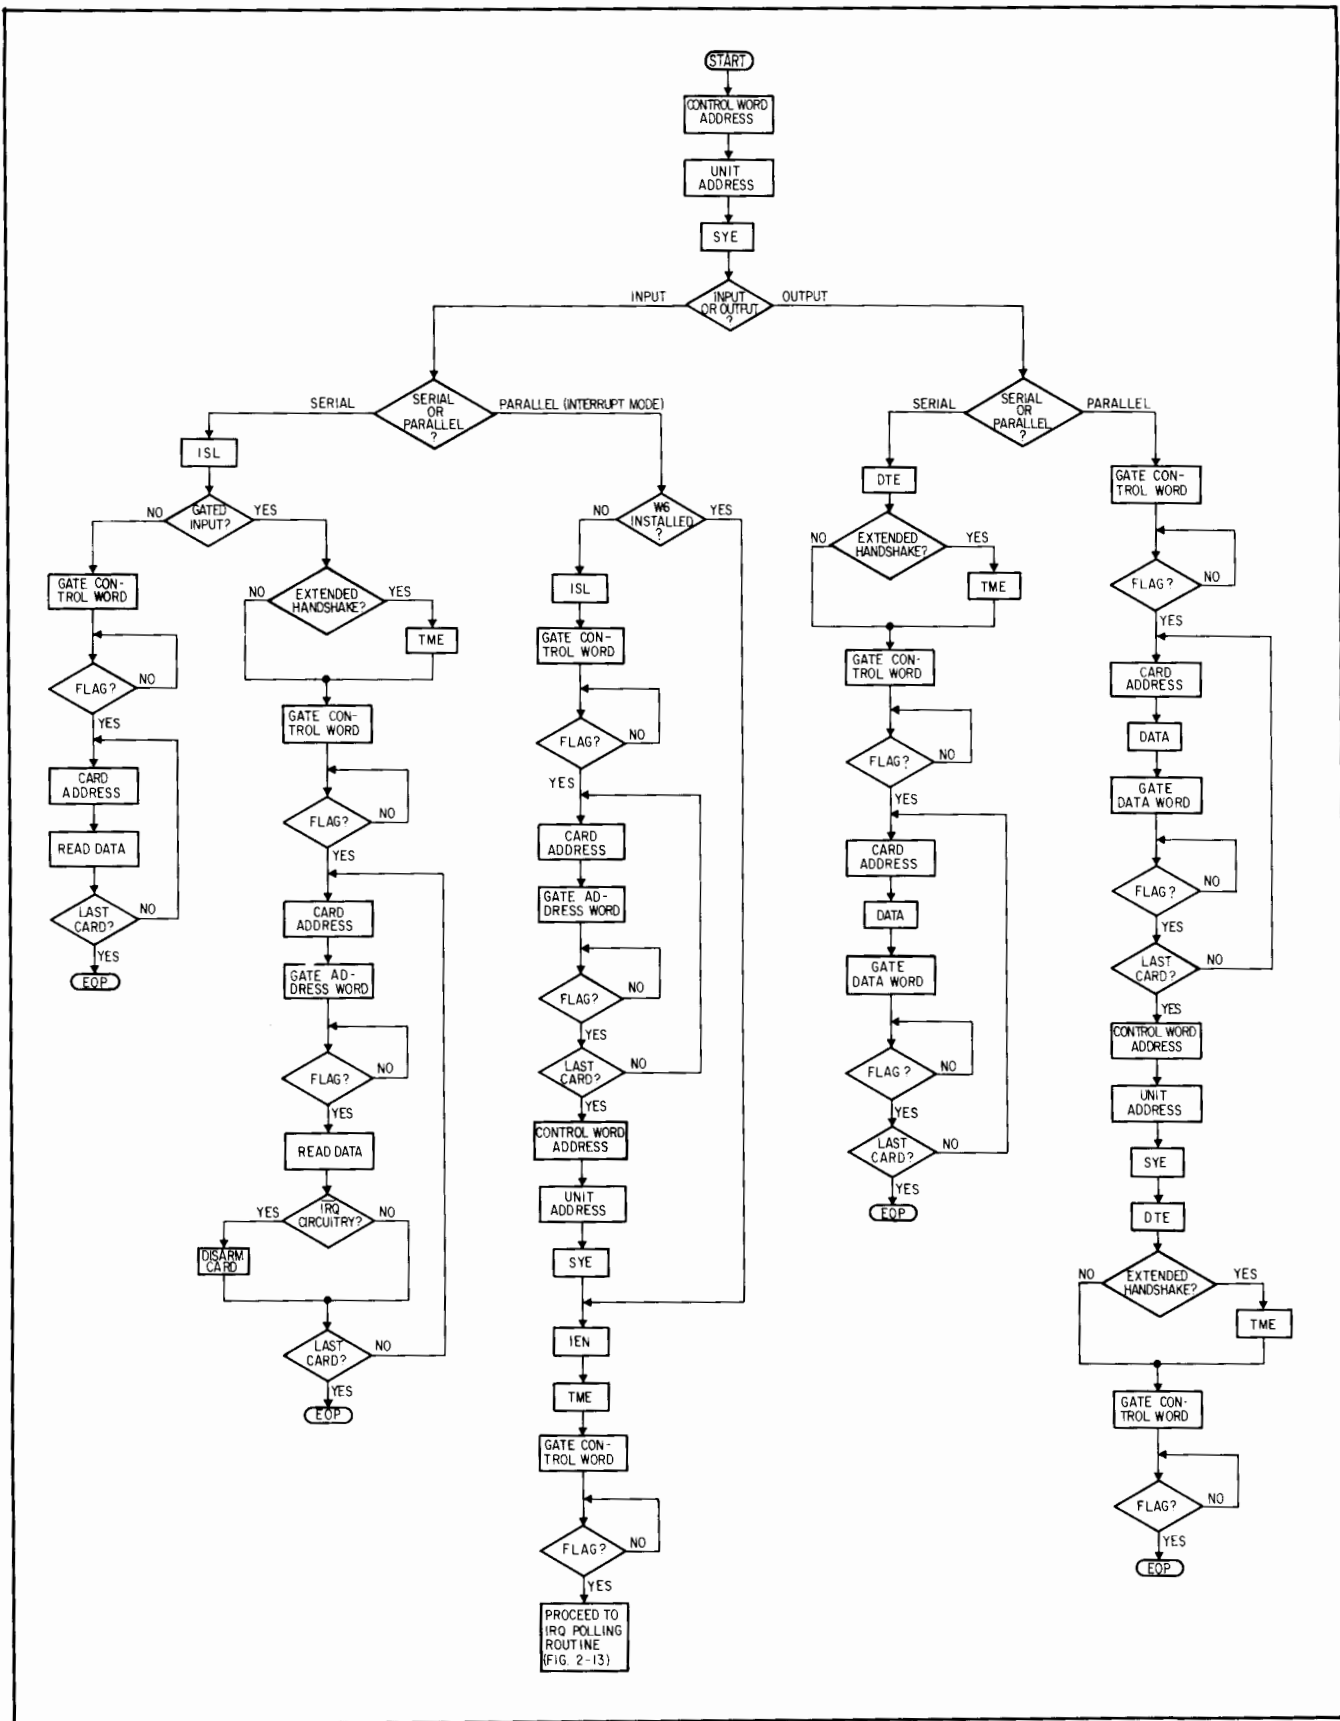 START
CONTROL WORD
ADDRESS
UNIT
ADDRESS
SYE
INPUT
INPUT
OR OUTPUT
?
OUTPUT
SERIAL
SERIAL
OR
PARALLEL
?
PARALLEL (INTERRUPT MODE)
ISL
NO
GATED
INPUT?
YES
GATE CON-
TROL WORD
FLAG?
NO
YES
CARD
ADDRESS
READ DATA
LAST
CARD?
NO
YES
EOP
NO
EXTENDED
HANDSHAKE?
YES
TME
GATE CON-
TROL WORD
FLAG?
NO
YES
CARD
ADDRESS
GATE AD-
DRESS WORD
FLAG?
NO
YES
READ DATA
YES
IRQ
CIRCUITRY?
NO
DISARM
CARD
LAST
CARD?
NO
YES
EOP
NO
W6
INSTALLED
?
YES
ISL
GATE CON-
TROL WORD
FLAG?
NO
YES
CARD
ADDRESS
GATE AD-
DRESS WORD
FLAG?
NO
YES
LAST
CARD?
NO
YES
CONTROL WORD
ADDRESS
UNIT
ADDRESS
SYE
IEN
TME
GATE CON-
TROL WORD
FLAG?
NO
YES
PROCEED TO
IRQ POLLING
ROUTINE
(FIG. 2-13)
SERIAL
SERIAL
OR
PARALLEL
?
PARALLEL
DTE
NO
EXTENDED
HANDSHAKE?
YES
TME
GATE CON-
TROL WORD
FLAG?
NO
YES
CARD
ADDRESS
DATA
GATE
DATA WORD
FLAG?
NO
YES
LAST
CARD?
NO
YES
EOP
GATE CON-
TROL WORD
FLAG?
NO
YES
CARD
ADDRESS
DATA
GATE
DATA WORD
FLAG?
NO
YES
LAST
CARD?
NO
YES
CONTROL WORD
ADDRESS
UNIT
ADDRESS
SYE
DTE
NO
EXTENDED
HANDSHAKE?
YES
TME
GATE CON-
TROL WORD
FLAG?
NO
YES
EOP